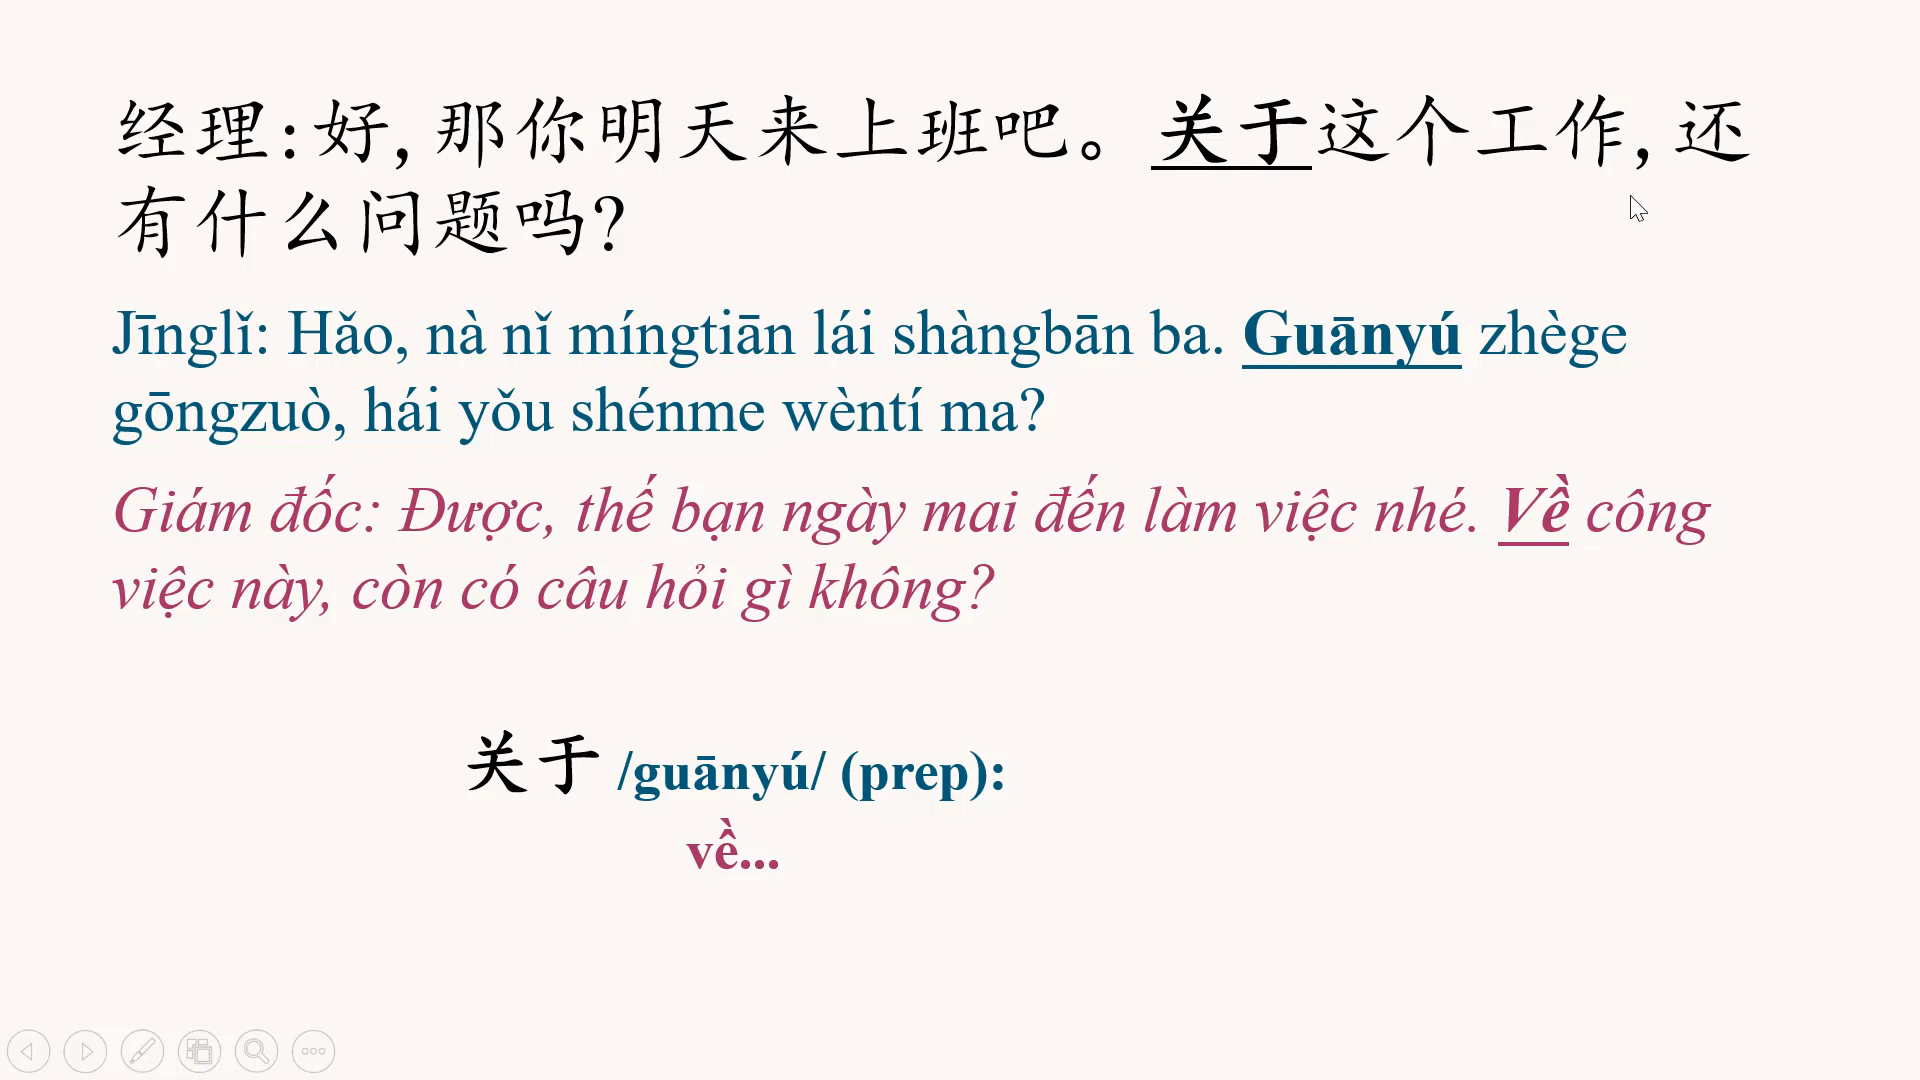 经理:好,那你明天来上班吧。关于这个工作,还
有什么问题吗?
Jīnglǐ: Hǎo, nà nǐ míngtiān lái shàngbān ba. Guānyú zhège
gōngzuò, hái yǒu shénme wèntí ma?
Giám đốc: Được, thế bạn ngày mai đến làm việc nhé. Về công
việc này, còn có câu hỏi gì không?
关于 /guānyú/ (prep):
về...